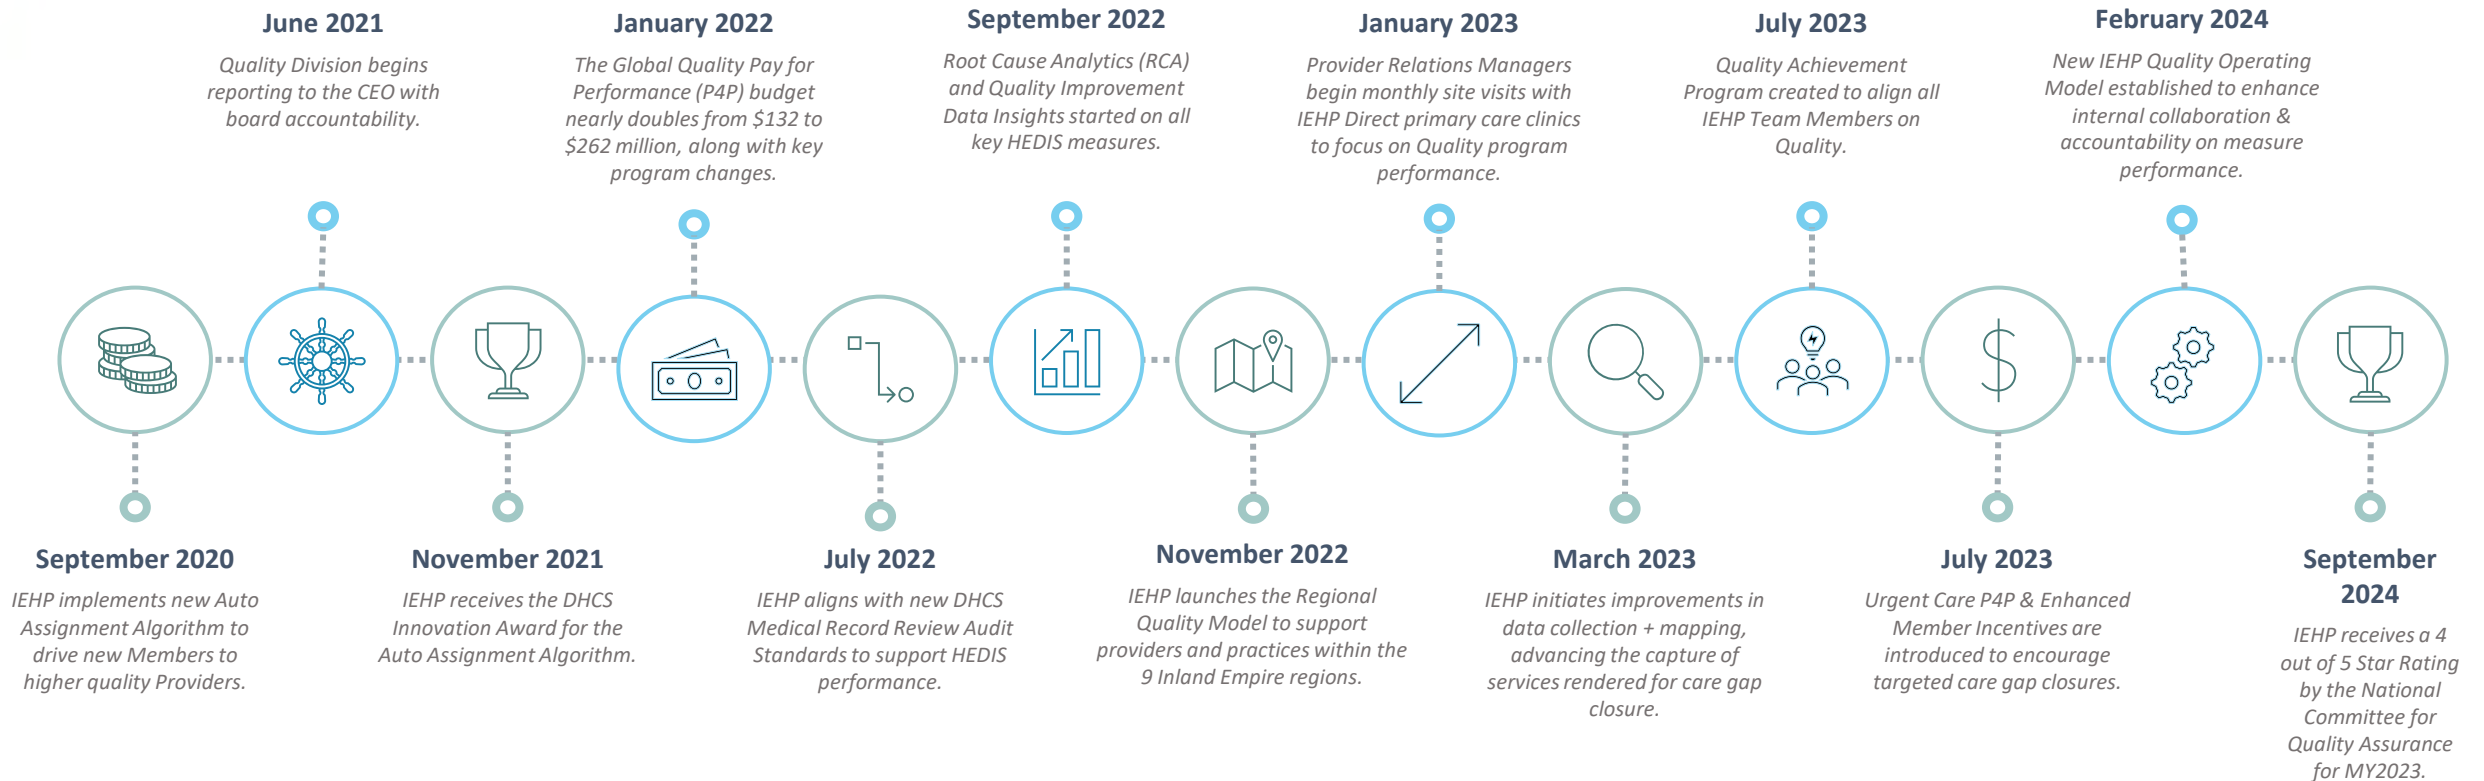 June 2021
Quality Division begins
reporting to the CEO with
board accountability.
January 2022
The Global Quality Pay for
Performance (P4P) budget
nearly doubles from $132 to
$262 million, along with key
program changes.
September 2022
Root Cause Analytics (RCA)
and Quality Improvement
Data Insights started on all
key HEDIS measures.
January 2023
Provider Relations Managers
begin monthly site visits with
IEHP Direct primary care clinics
to focus on Quality program
performance.
July 2023
Quality Achievement
Program created to align all
IEHP Team Members on
Quality.
February 2024
New IEHP Quality Operating
Model established to enhance
internal collaboration &
accountability on measure
performance.
September 2020
IEHP implements new Auto
Assignment Algorithm to
drive new Members to
higher quality Providers.
November 2021
IEHP receives the DHCS
Innovation Award for the
Auto Assignment Algorithm.
July 2022
IEHP aligns with new DHCS
Medical Record Review Audit
Standards to support HEDIS
performance.
November 2022
IEHP launches the Regional
Quality Model to support
providers and practices within the
9 Inland Empire regions.
March 2023
IEHP initiates improvements in
data collection + mapping,
advancing the capture of
services rendered for care gap
closure.
July 2023
Urgent Care P4P & Enhanced
Member Incentives are
introduced to encourage
targeted care gap closures.
September
2024
IEHP receives a 4
out of 5 Star Rating
by the National
Committee for
Quality Assurance
for MY2023.